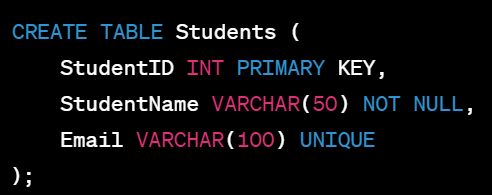 CREATE TABLE Students (
    StudentID INT PRIMARY KEY,
    StudentName VARCHAR(50) NOT NULL,
    Email VARCHAR(100) UNIQUE
);